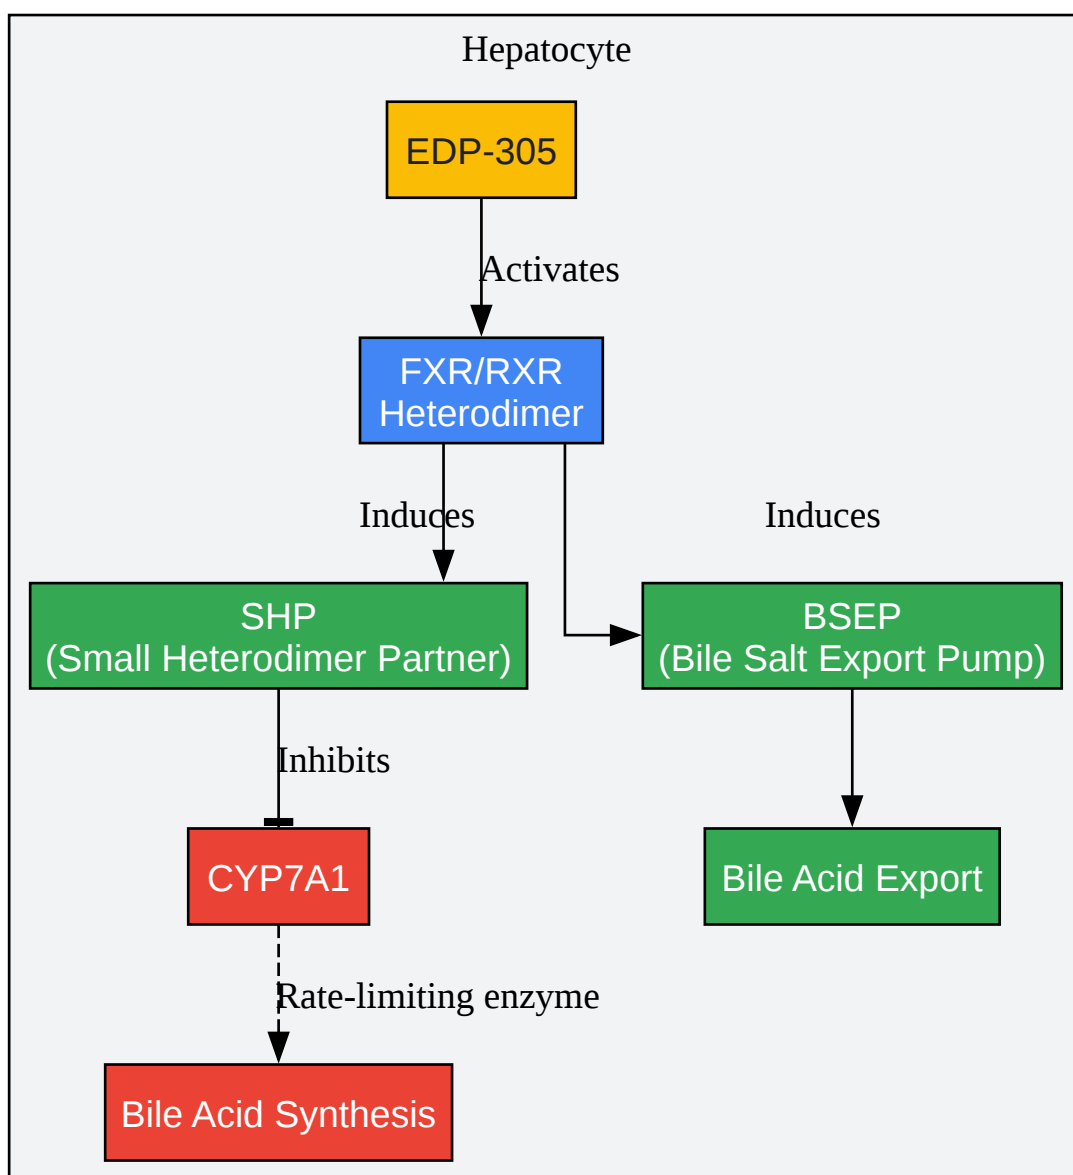 Hepatocyte
EDP-305
Activates
FXR/RXR
Heterodimer
Induces
Induces
SHP
(Small Heterodimer Partner)
BSEP
(Bile Salt Export Pump)
Inhibits
CYP7A1
Bile Acid Export
Rate-limiting enzyme
Bile Acid Synthesis